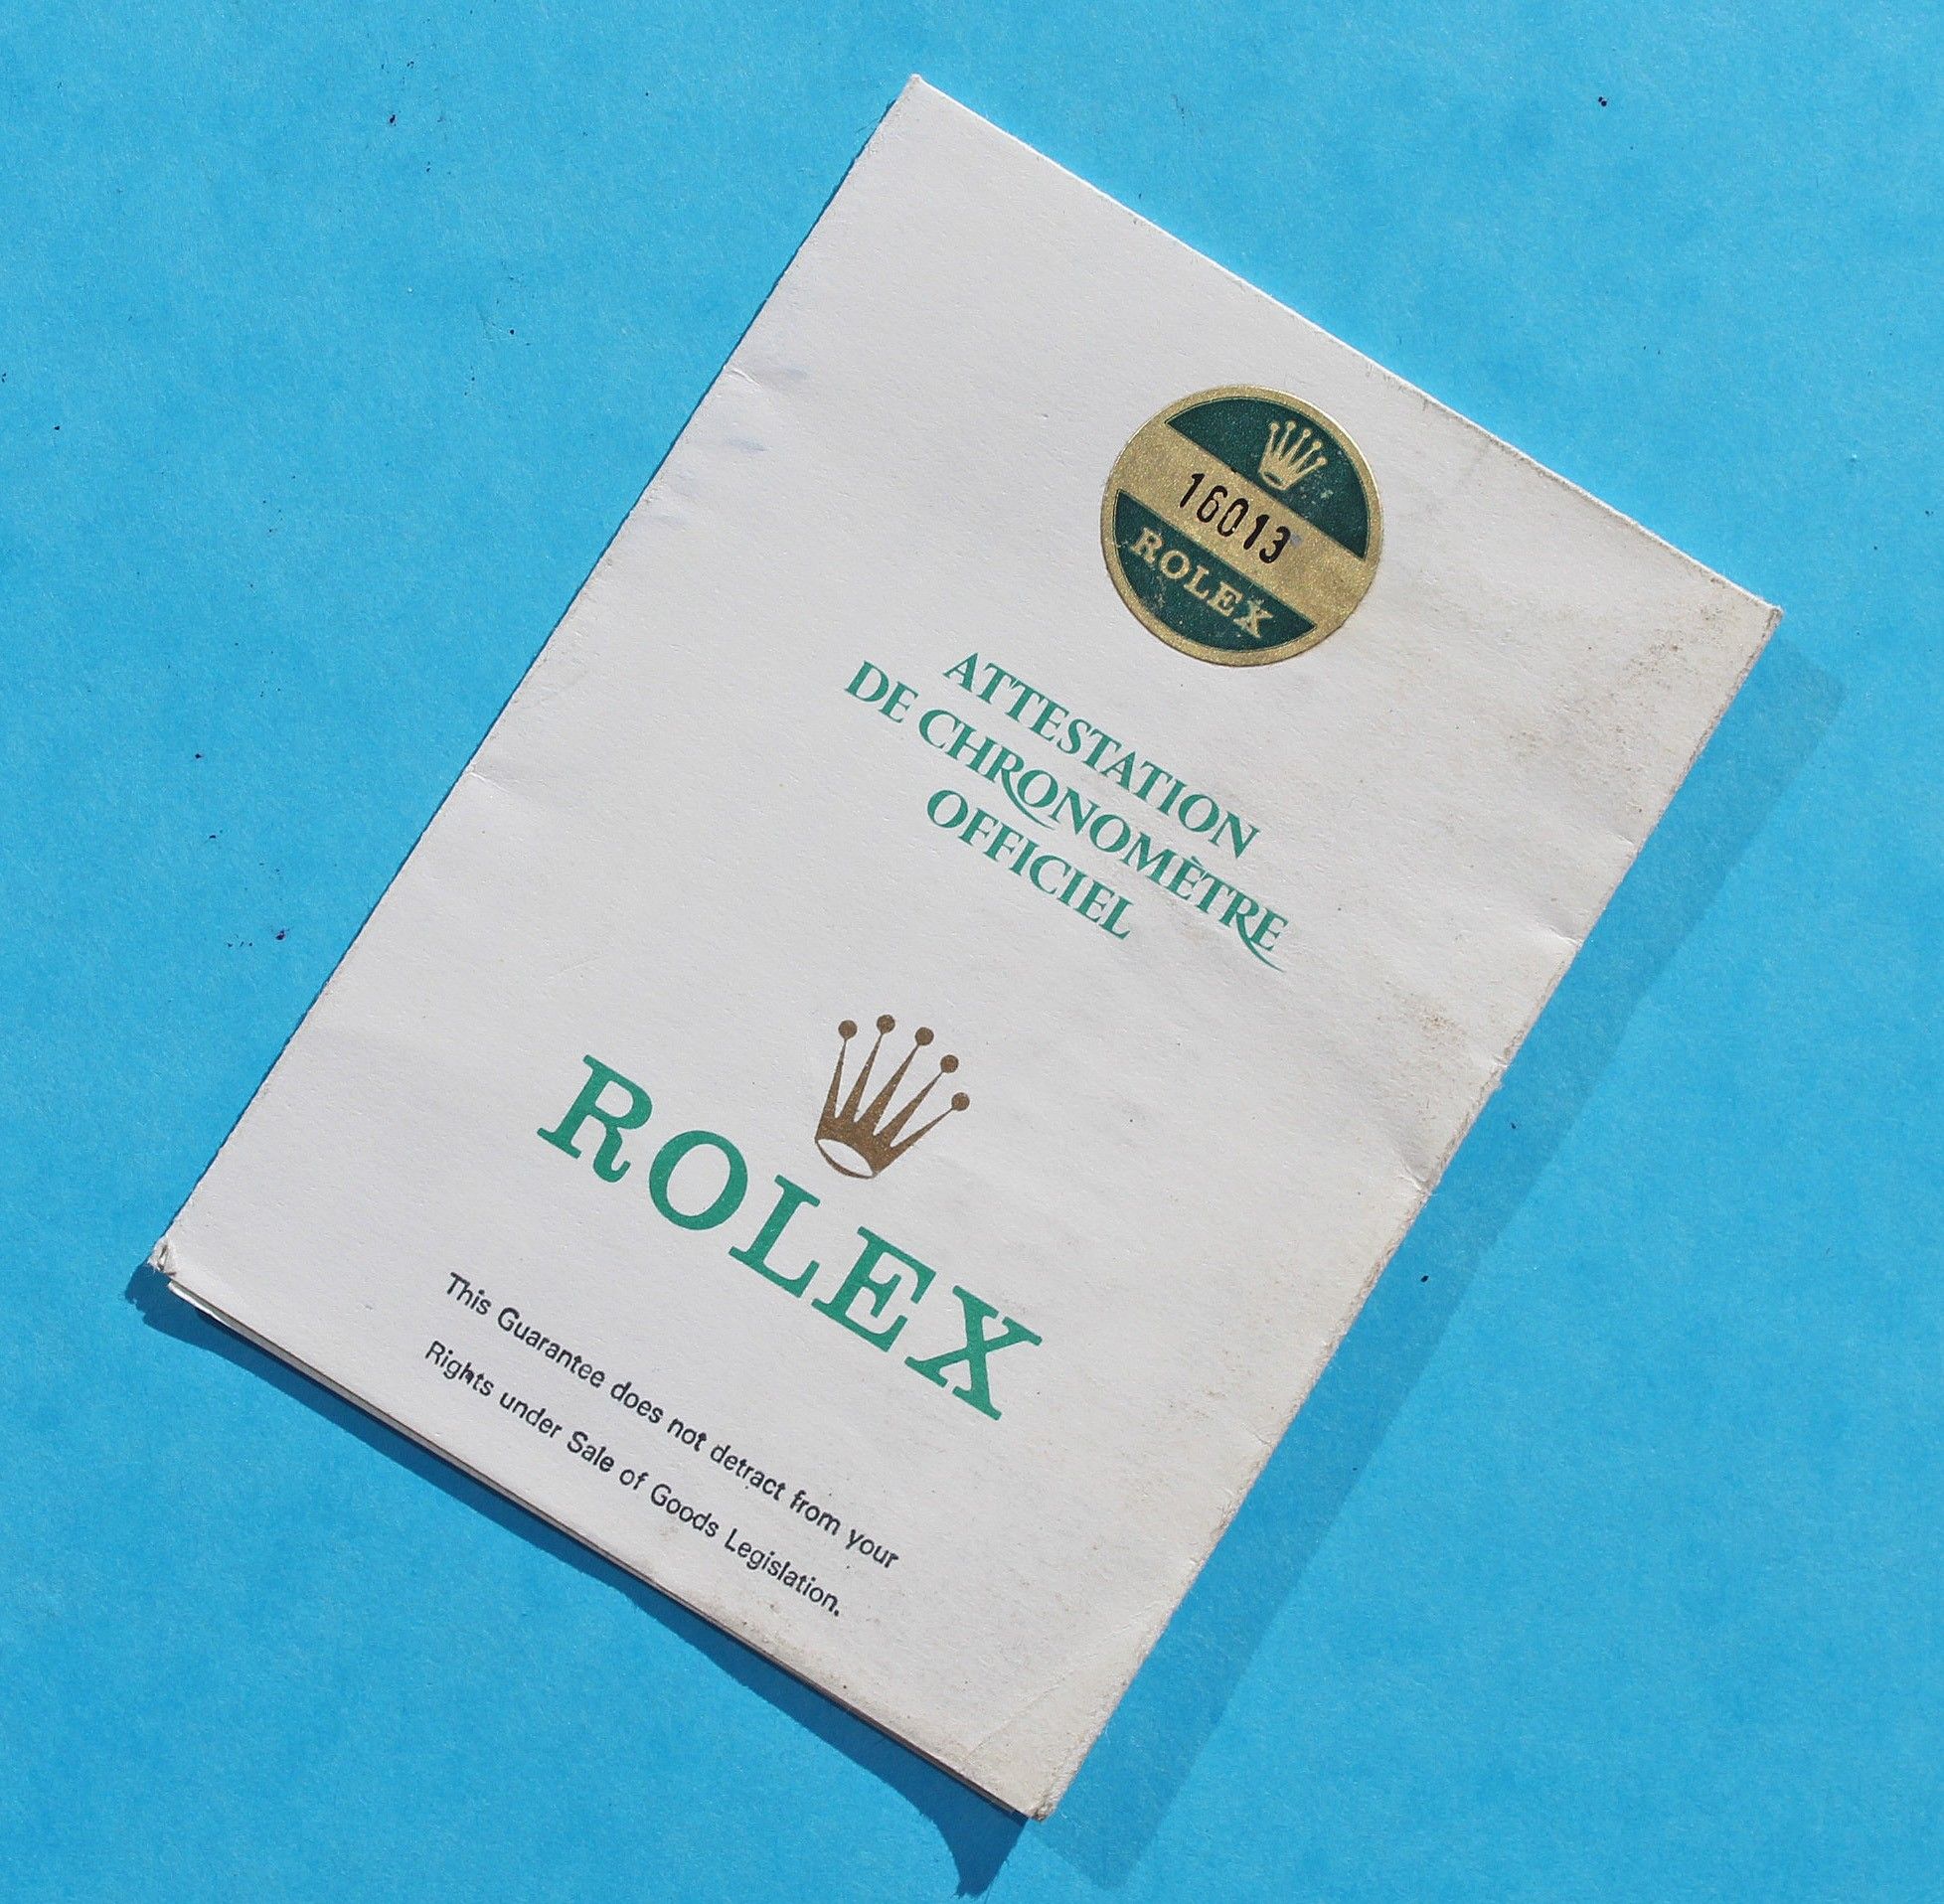 16013
ROLEX
ATTESTATION
DE CHRONOMÈTRE
OFFICIEL
ROLEX
This Guarantee does not detract from your
Rights under Sale of Goods Legislation.